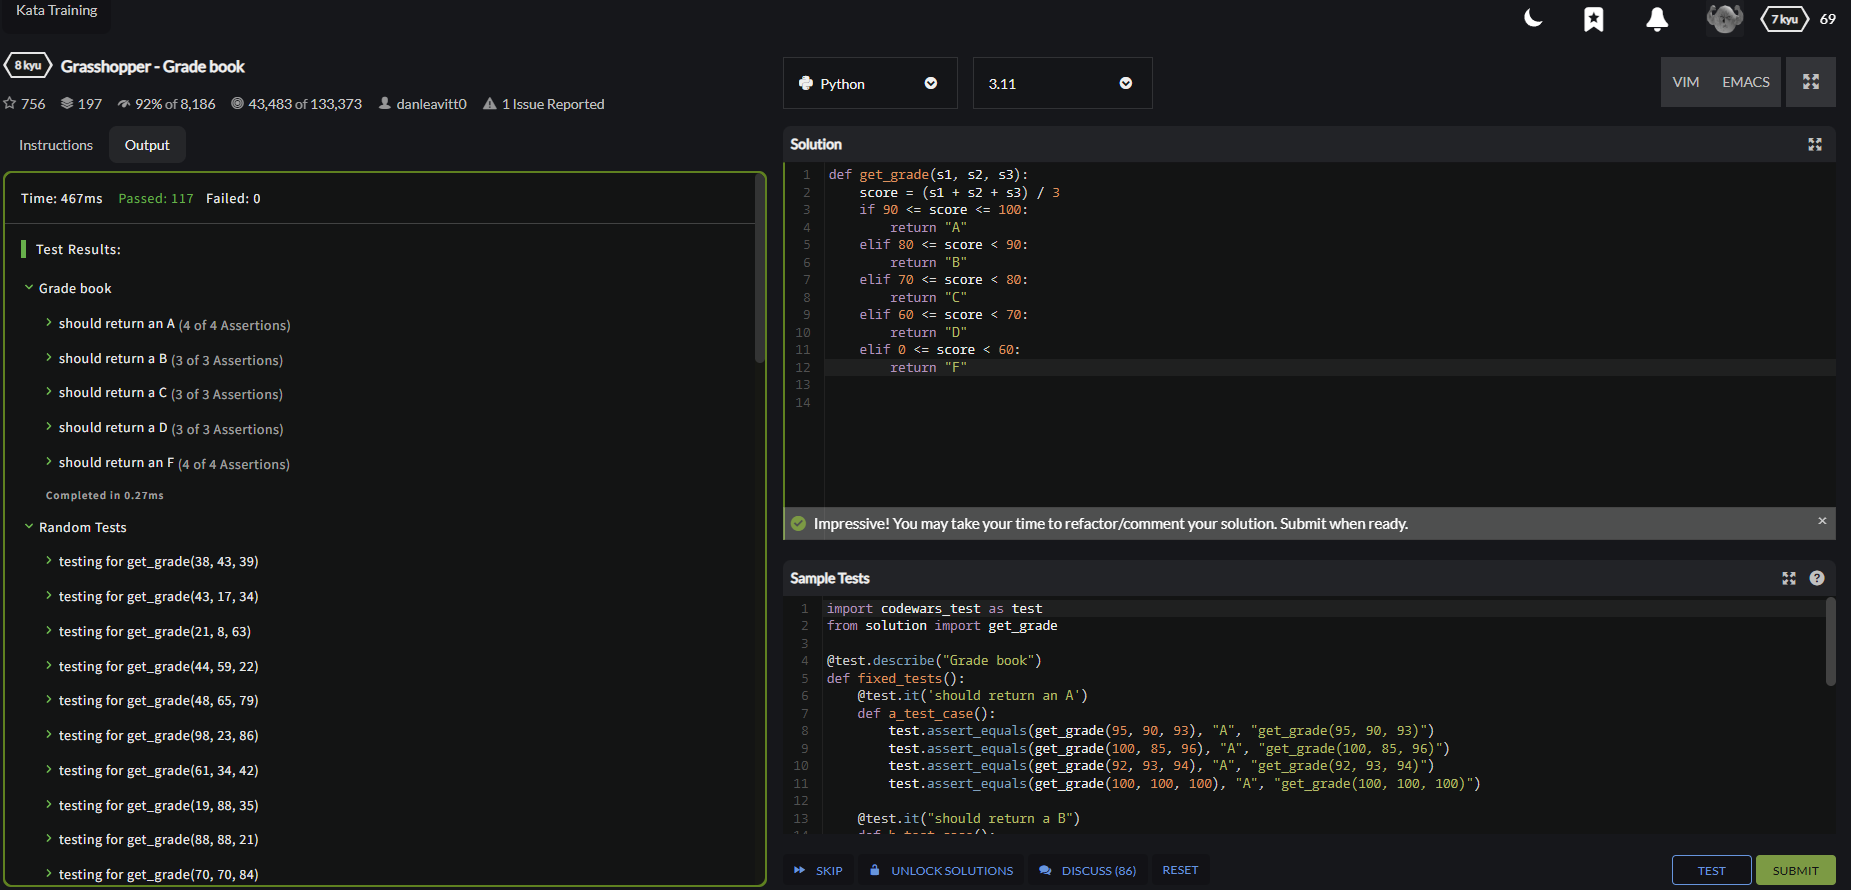 Kata Training
7 kyu 69
8 kyu Grasshopper - Grade book
756 197 92% of 8,186 43,483 of 133,373 danleavitt0 1 Issue Reported
Instructions Output
Time: 467ms Passed: 117 Failed: 0
Test Results:
Grade book
should return an A (4 of 4 Assertions)
should return a B (3 of 3 Assertions)
should return a C (3 of 3 Assertions)
should return a D (3 of 3 Assertions)
should return an F (4 of 4 Assertions)
Completed in 0.27ms
Random Tests
testing for get_grade(38, 43, 39)
testing for get_grade(43, 17, 34)
testing for get_grade(21, 8, 63)
testing for get_grade(44, 59, 22)
testing for get_grade(48, 65, 79)
testing for get_grade(98, 23, 86)
testing for get_grade(61, 34, 42)
testing for get_grade(19, 88, 35)
testing for get_grade(88, 88, 21)
testing for get_grade(70, 70, 84)
Python 3.11 VIM EMACS
Solution
1 def get_grade(s1, s2, s3):
2     score = (s1 + s2 + s3) / 3
3     if 90 <= score <= 100:
4         return "A"
5     elif 80 <= score < 90:
6         return "B"
7     elif 70 <= score < 80:
8         return "C"
9     elif 60 <= score < 70:
10         return "D"
11     elif 0 <= score < 60:
12         return "F"
13
14
Impressive! You may take your time to refactor/comment your solution. Submit when ready. ×
Sample Tests ?
1 import codewars_test as test
2 from solution import get_grade
3
4 @test.describe("Grade book")
5 def fixed_tests():
6     @test.it('should return an A')
7     def a_test_case():
8         test.assert_equals(get_grade(95, 90, 93), "A", "get_grade(95, 90, 93)")
9         test.assert_equals(get_grade(100, 85, 96), "A", "get_grade(100, 85, 96)")
10         test.assert_equals(get_grade(92, 93, 94), "A", "get_grade(92, 93, 94)")
11         test.assert_equals(get_grade(100, 100, 100), "A", "get_grade(100, 100, 100)")
12
13     @test.it("should return a B")
14     def b_test_case():
SKIP UNLOCK SOLUTIONS DISCUSS (86) RESET TEST SUBMIT